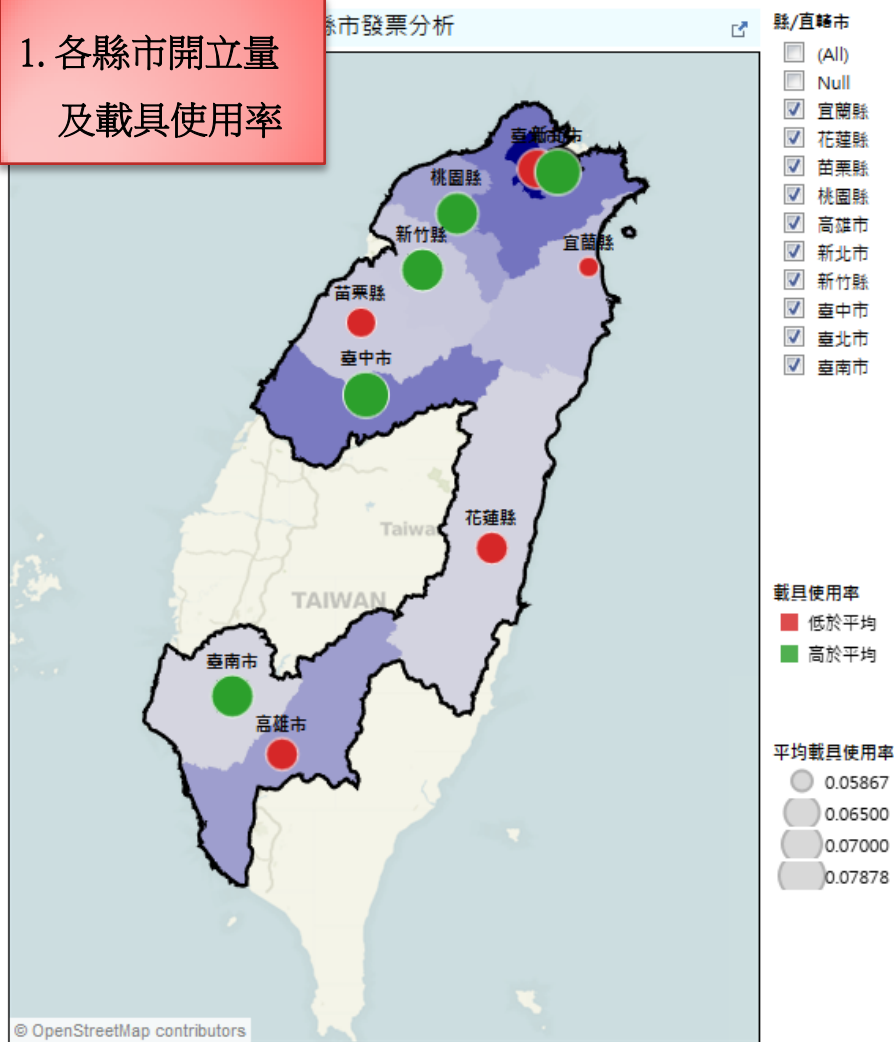 1. 各縣市開立量
及載具使用率
市發票分析
桃園縣
新竹縣
宜蘭縣
苗栗縣
臺中市
花蓮縣
Taiwa
TAIWAN
臺南市
高雄市
© OpenStreetMap contributors
縣/直轄市
(All)
Null
宜蘭縣
花蓮縣
苗栗縣
桃園縣
高雄市
新北市
新竹縣
臺中市
臺北市
臺南市
載具使用率
低於平均
高於平均
平均載具使用率
0.05867
0.06500
0.07000
0.07878